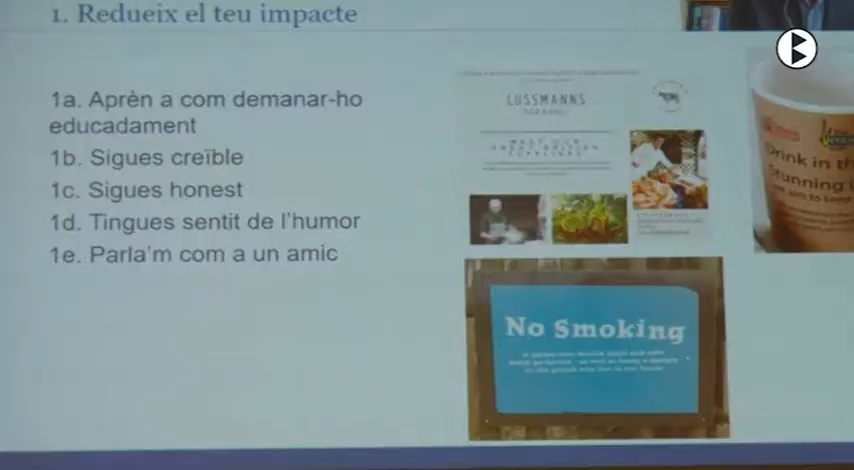 1. Redueix el teu impacte
1a. Aprèn a com demanar-ho
educadament
1b. Sigues creïble
1c. Sigues honest
1d. Tingues sentit de l'humor
1e. Parla'm com a un amic
LUSSMANNS
Drink in th
Stunning
No Smoking